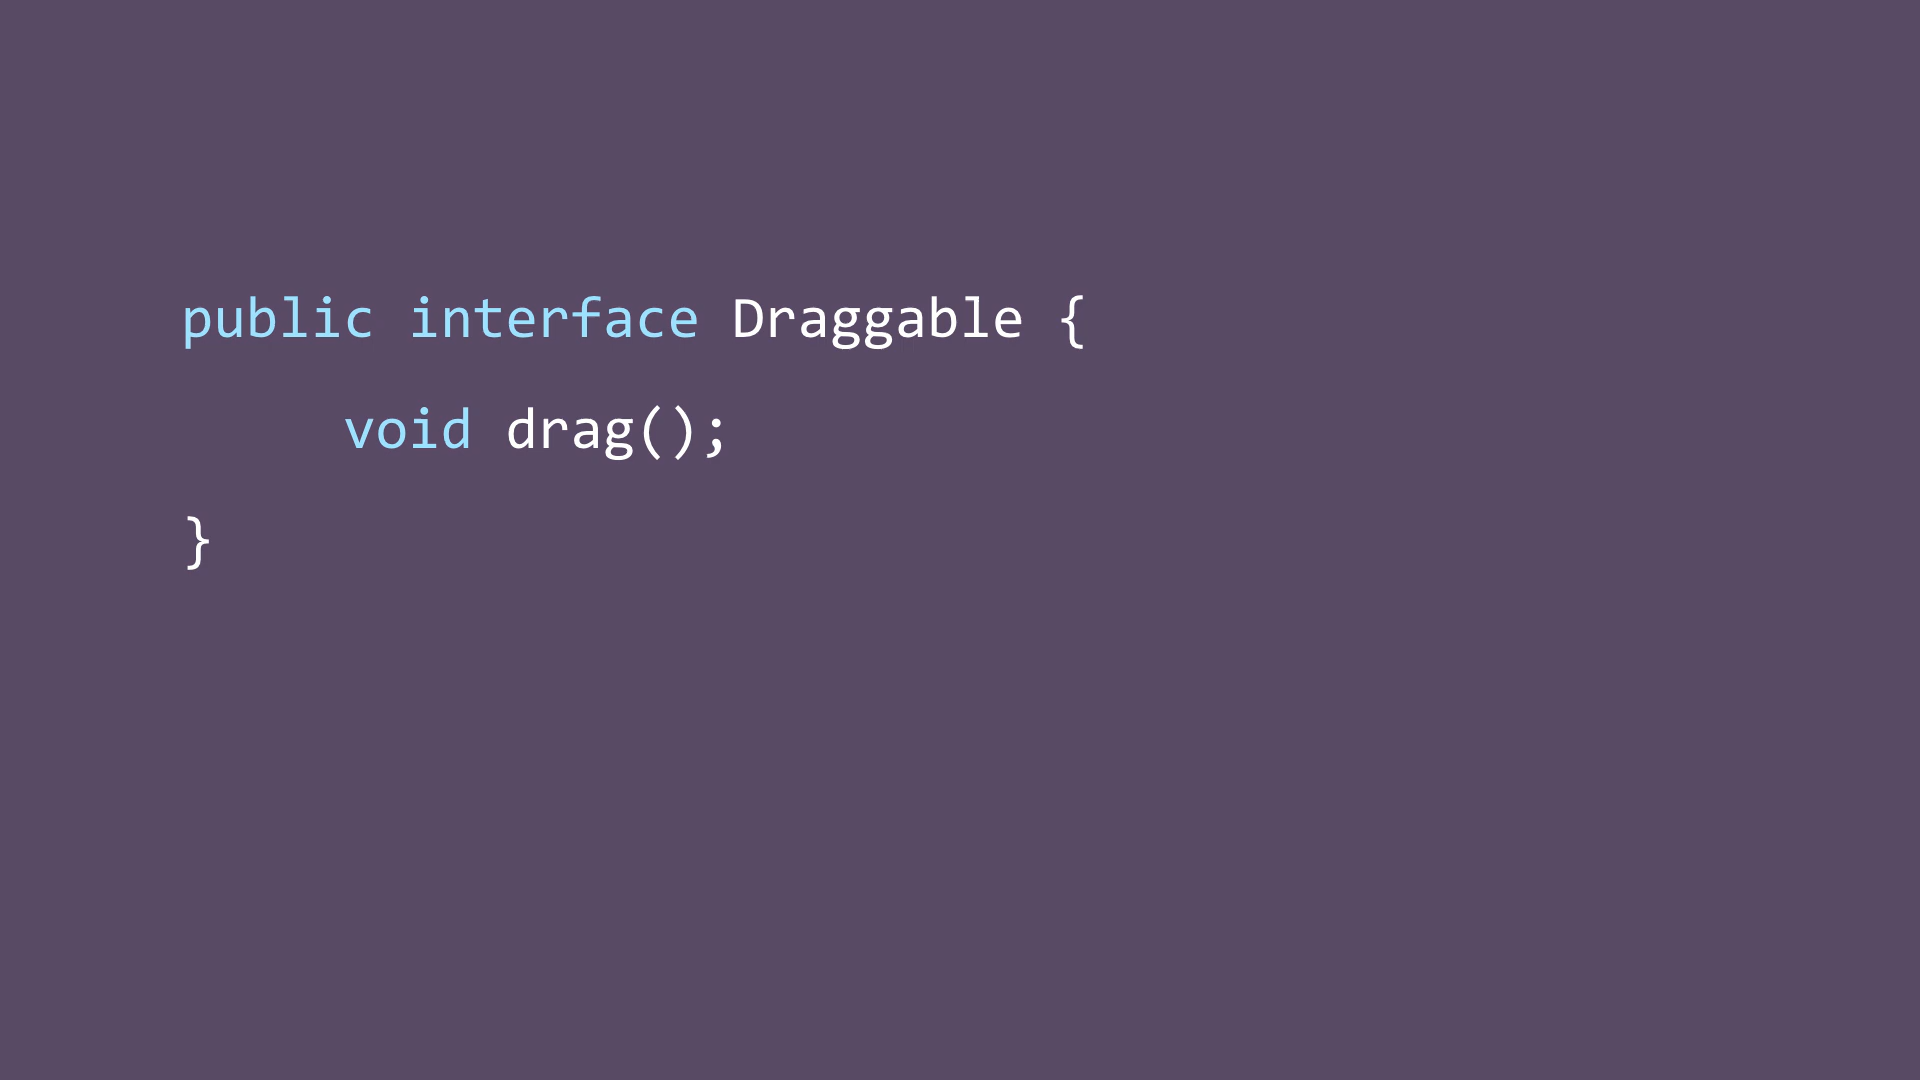 public interface Draggable {
void drag();
}